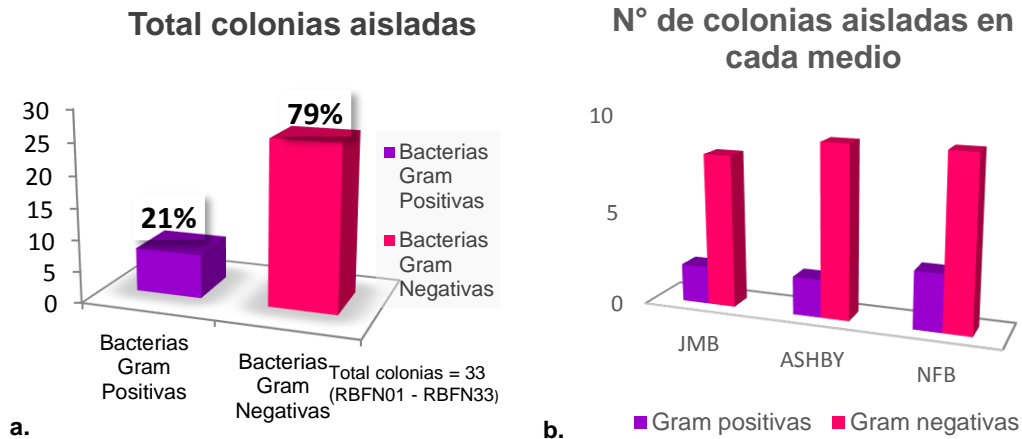 Total colonias aisladas
30
25
20
15
10
5
0
21%
79%
Bacterias
Gram
Positivas
Bacterias
Gram
Negativas
Bacterias
Gram
Positivas
Bacterias
Gram
Negativas
Total colonias = 33
(RBFN01 - RBFN33)
a.
N° de colonias aisladas en
cada medio
10
5
0
JMB
ASHBY
NFB
Gram positivas Gram negativas
b.